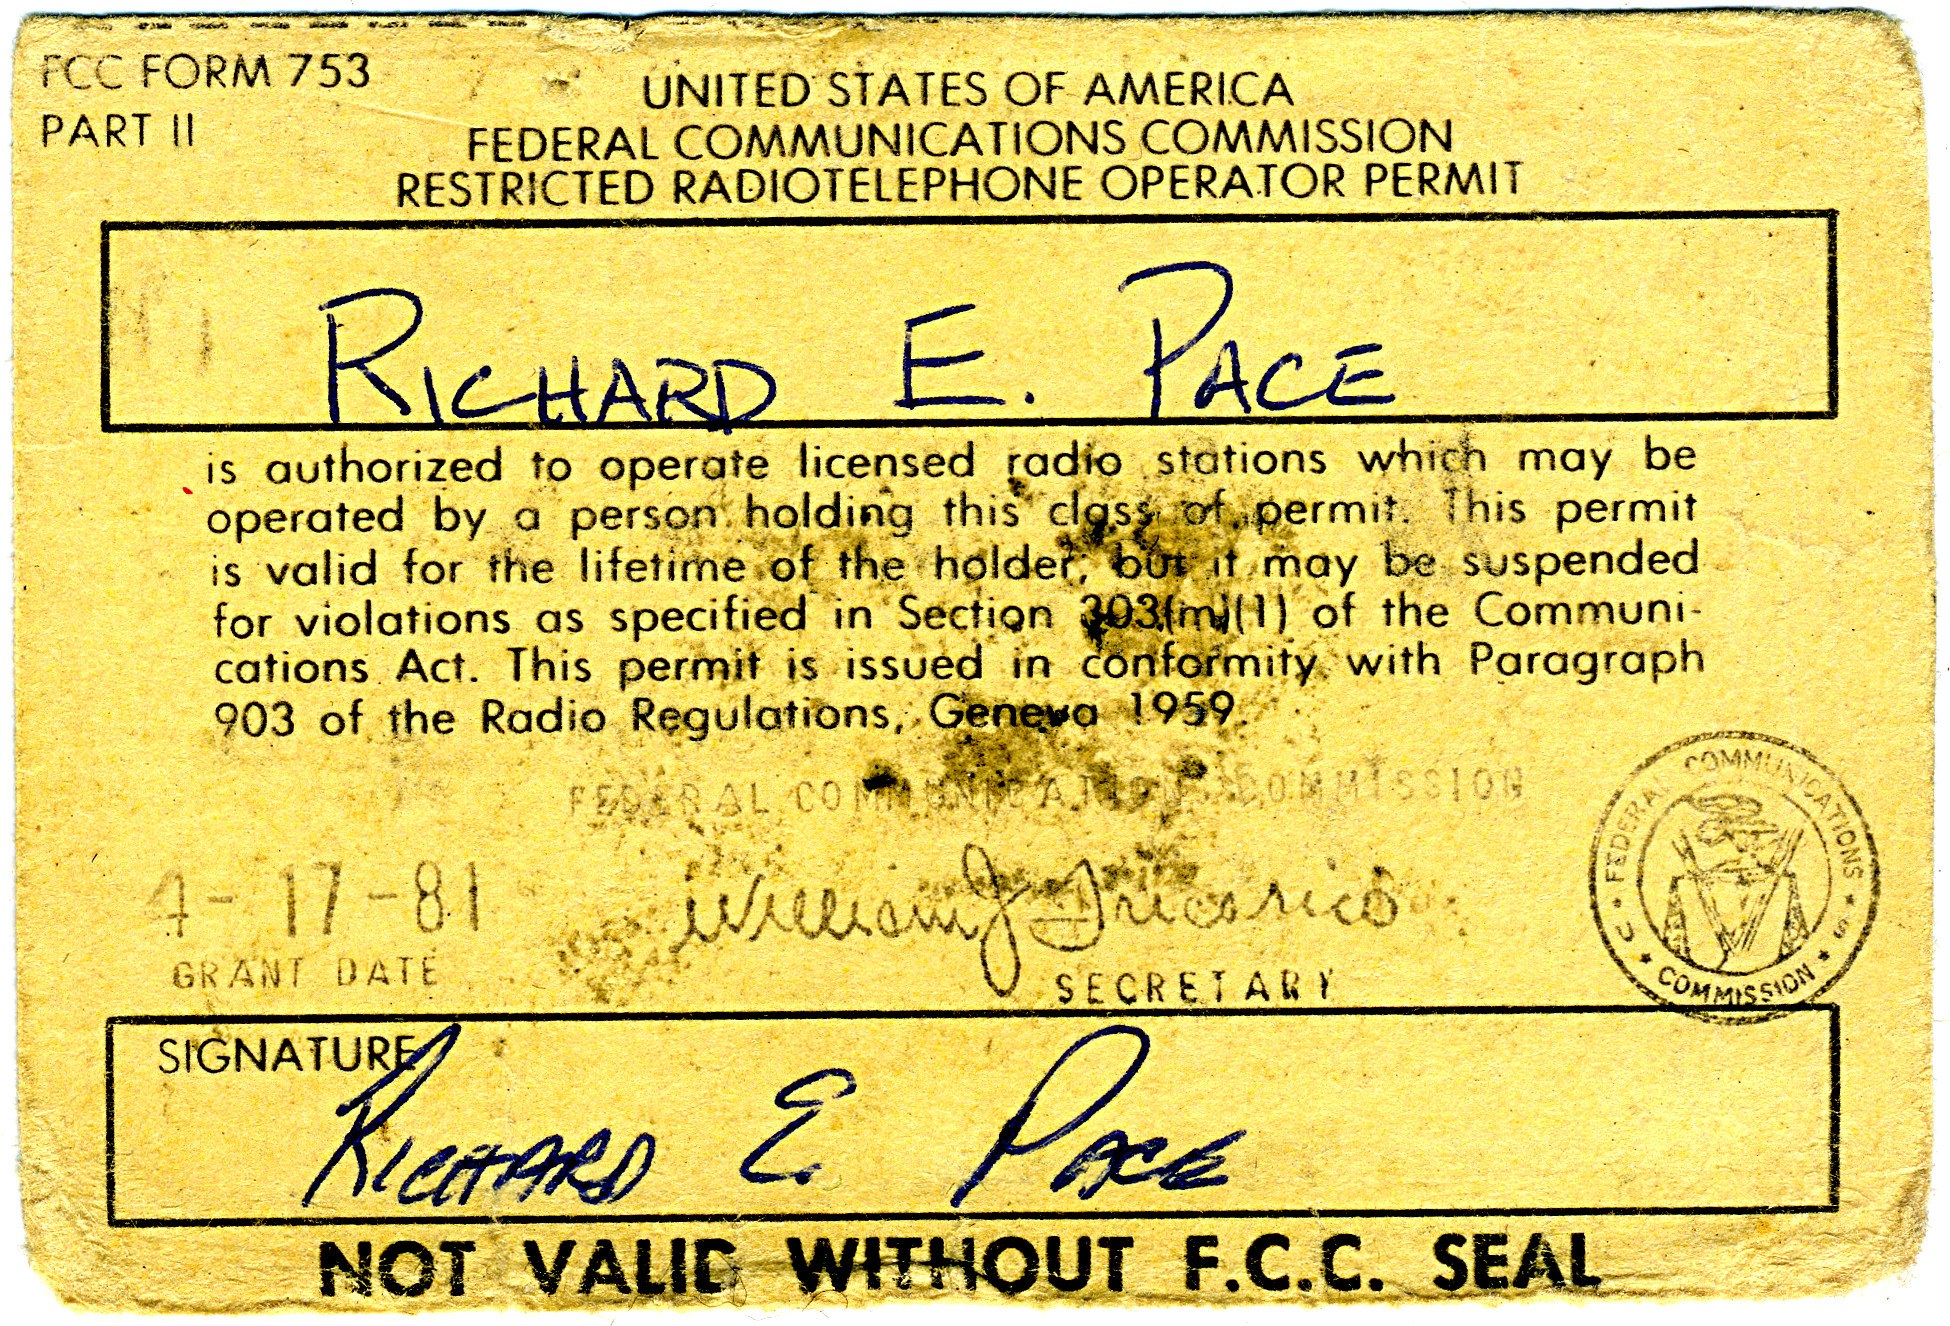 FCC FORM 753
PART II
UNITED STATES OF AMERICA
FEDERAL COMMUNICATIONS COMMISSION
RESTRICTED RADIOTELEPHONE OPERATOR PERMIT
RICHARD E. PACE
is authorized to operate licensed radio stations which may be
operated by a person holding this class of permit. This permit
is valid for the lifetime of the holder, but it may be suspended
for violations as specified in Section 303(m)(1) of the Communi-
cations Act. This permit is issued in conformity with Paragraph
903 of the Radio Regulations, Geneva 1959.
FEDERAL COMMUNICATIONS COMMISSION
4-17-81
GRANT DATE
William J. Tricarico
SECRETARY
FEDERAL COMMUNICATIONS COMMISSION
U * S *
SIGNATURE
RICHARD E. PACE
NOT VALID WITHOUT F.C.C. SEAL